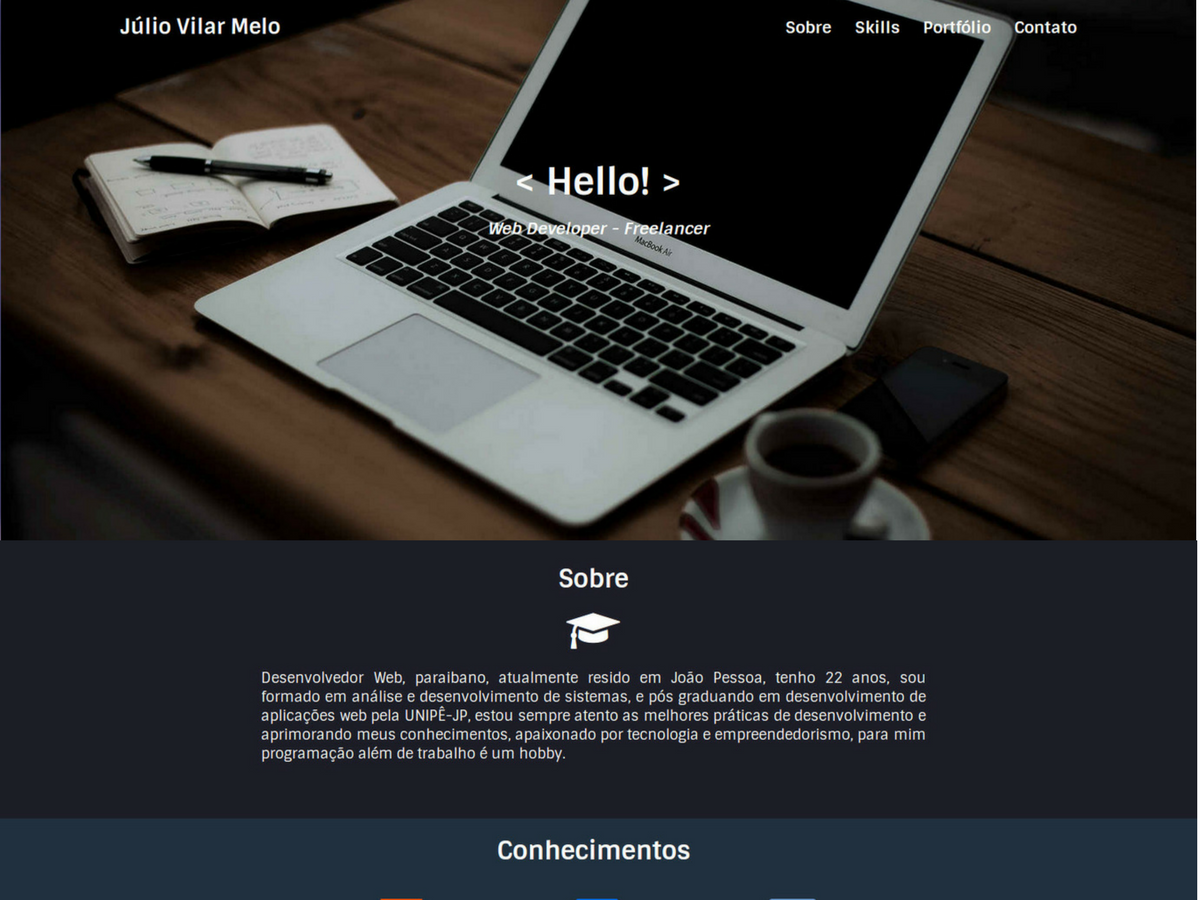 Júlio Vilar Melo
Sobre Skills Portfólio Contato
< Hello! >
Web Developer - Freelancer
MacBook Air
Sobre
Desenvolvedor Web, paraibano, atualmente resido em João Pessoa, tenho 22 anos, sou
formado em análise e desenvolvimento de sistemas, e pós graduando em desenvolvimento de
aplicações web pela UNIPÊ-JP, estou sempre atento as melhores práticas de desenvolvimento e
aprimorando meus conhecimentos, apaixonado por tecnologia e empreendedorismo, para mim
programação além de trabalho é um hobby.
Conhecimentos